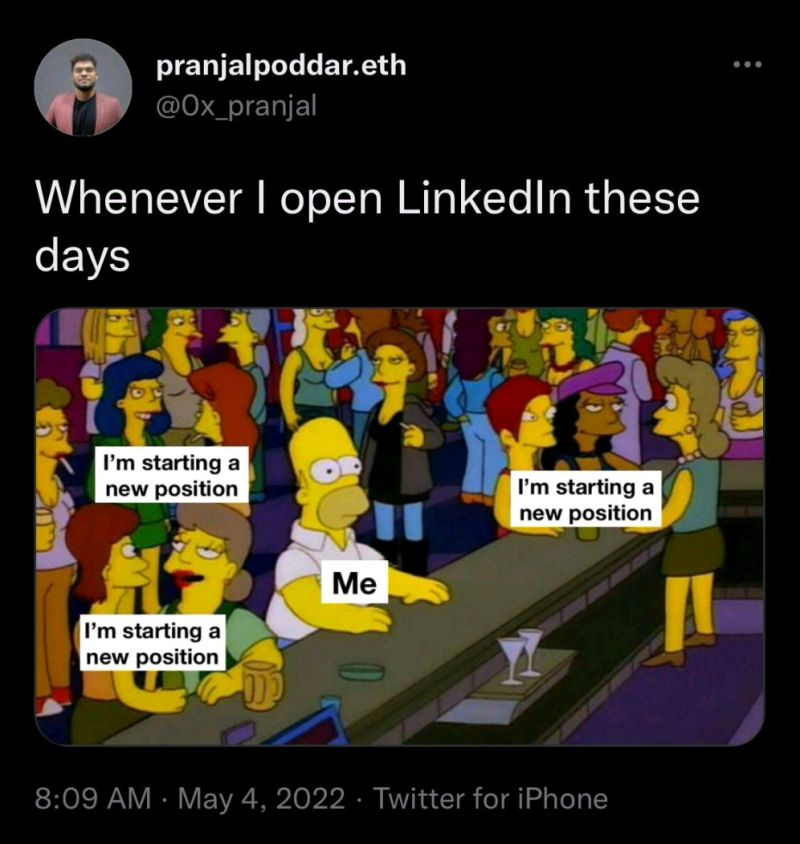 pranjalpoddar.eth
@0x_pranjal
Whenever I open LinkedIn these
days
I'm starting a
new position
I'm starting a
new position
Me
I'm starting a
new position
8:09 AM · May 4, 2022 · Twitter for iPhone